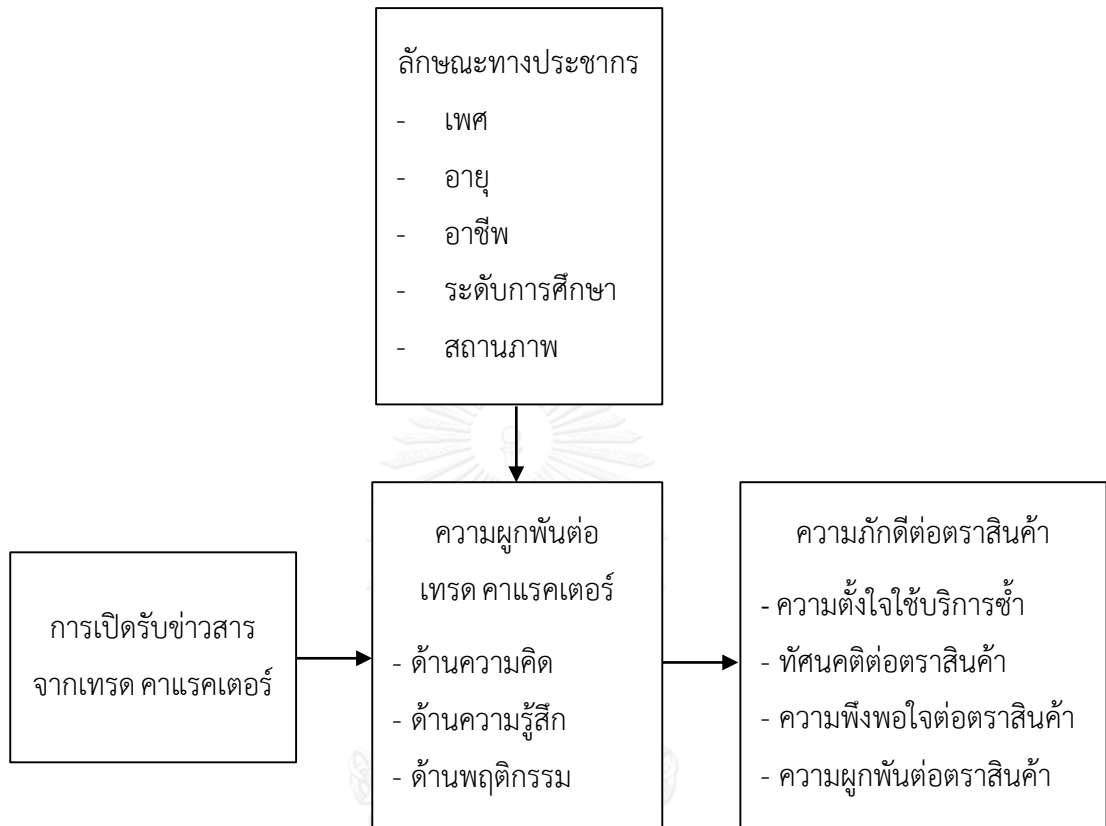 ลักษณะทางประชากร
- เพศ
- อายุ
- อาชีพ
- ระดับการศึกษา
- สถานภาพ
การเปิดรับข่าวสาร
จากเทรด คาแรคเตอร์
ความผูกพันต่อ
เทรด คาแรคเตอร์
- ด้านความคิด
- ด้านความรู้สึก
- ด้านพฤติกรรม
ความภักดีต่อตราสินค้า
- ความตั้งใจใช้บริการซ้ำ
- ทัศนคติต่อตราสินค้า
- ความพึงพอใจต่อตราสินค้า
- ความผูกพันต่อตราสินค้า